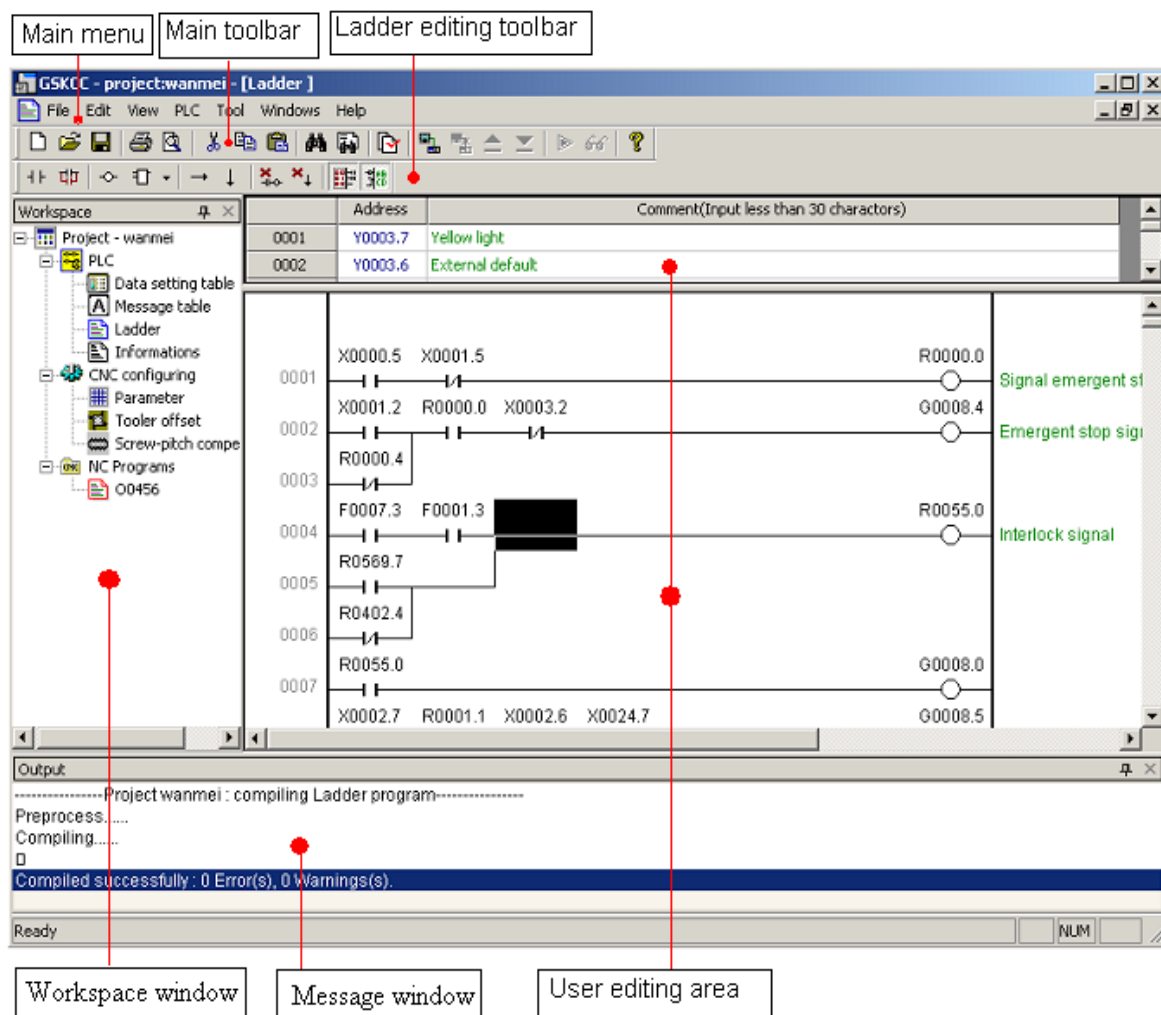 Main menu
Main toolbar
Ladder editing toolbar
GSKCC - project:wanmei - [Ladder ]
File Edit View PLC Tool Windows Help
Workspace
Project - wanmei
PLC
Data setting table
Message table
Ladder
Informations
CNC configuring
Parameter
Tooler offset
Screw-pitch compe
NC Programs
O0456
Address Comment(Input less than 30 charactors)
0001 Y0003.7 Yellow light
0002 Y0003.6 External default
X0000.5 X0001.5 R0000.0
0001 Signal emergent st
X0001.2 R0000.0 X0003.2 G0008.4
0002 Emergent stop sign
R0000.4
0003
F0007.3 F0001.3 R0055.0
0004 Interlock signal
R0569.7
0005
R0402.4
0006
R0055.0 G0008.0
0007
X0002.7 R0001.1 X0002.6 X0024.7 G0008.5
Output
----------------Project wanmei : compiling Ladder program----------------
Preprocess......
Compiling......
Compiled successfully : 0 Error(s), 0 Warnings(s).
Ready NUM
Workspace window
Message window
User editing area